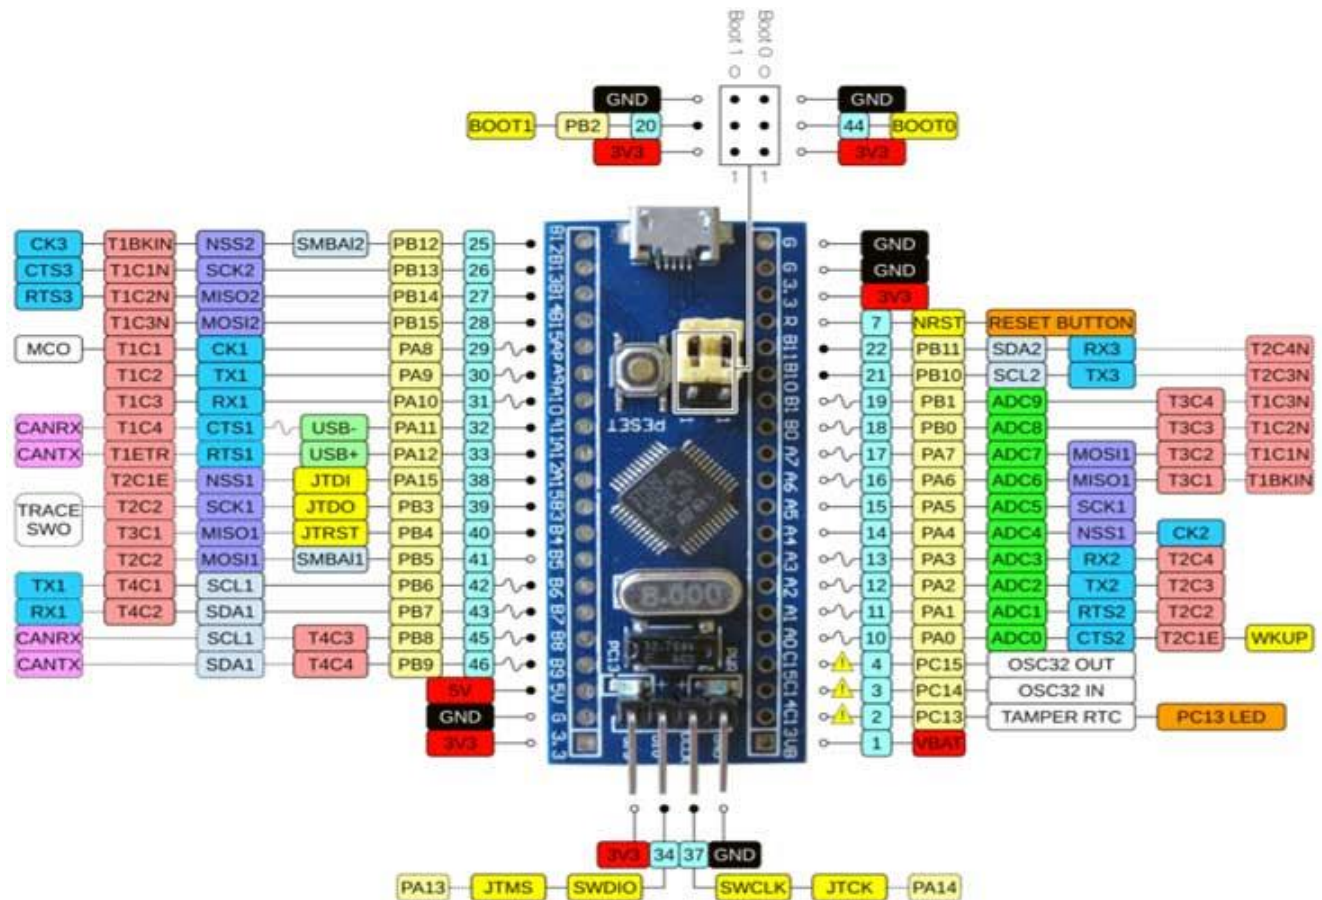 Boot 1 Boot 0
GND GND
BOOT1 PB2 20 44 BOOT0
3V3 3V3
1 1
CK3 T1BKIN NSS2 SMBAI2 PB12 25 GND
CTS3 T1C1N SCK2 PB13 26 GND
RTS3 T1C2N MISO2 PB14 27 3V3
T1C3N MOSI2 PB15 28 7 NRST RESET BUTTON
MCO T1C1 CK1 PA8 29 22 PB11 SDA2 RX3 T2C4N
T1C2 TX1 PA9 30 21 PB10 SCL2 TX3 T2C3N
T1C3 RX1 PA10 31 19 PB1 ADC9 T3C4 T1C3N
CANRX T1C4 CTS1 USB- PA11 32 18 PB0 ADC8 T3C3 T1C2N
CANTX T1ETR RTS1 USB+ PA12 33 17 PA7 ADC7 MOSI1 T3C2 T1C1N
T2C1E NSS1 JTDI PA15 38 16 PA6 ADC6 MISO1 T3C1 T1BKIN
TRACE SWO T2C2 SCK1 JTDO PB3 39 15 PA5 ADC5 SCK1
T3C1 MISO1 JTRST PB4 40 14 PA4 ADC4 NSS1 CK2
T2C2 MOSI1 SMBAI1 PB5 41 13 PA3 ADC3 RX2 T2C4
TX1 T4C1 SCL1 PB6 42 12 PA2 ADC2 TX2 T2C3
RX1 T4C2 SDA1 PB7 43 11 PA1 ADC1 RTS2 T2C2
CANRX SCL1 T4C3 PB8 45 10 PA0 ADC0 CTS2 T2C1E WKUP
CANTX SDA1 T4C4 PB9 46 4 PC15 OSC32 OUT
5V 3 PC14 OSC32 IN
GND 2 PC13 TAMPER RTC PC13 LED
3V3 1 VBAT
RESET
1 1
8.000
PC13
3V3 34 37 GND
PA13 JTMS SWDIO SWCLK JTCK PA14